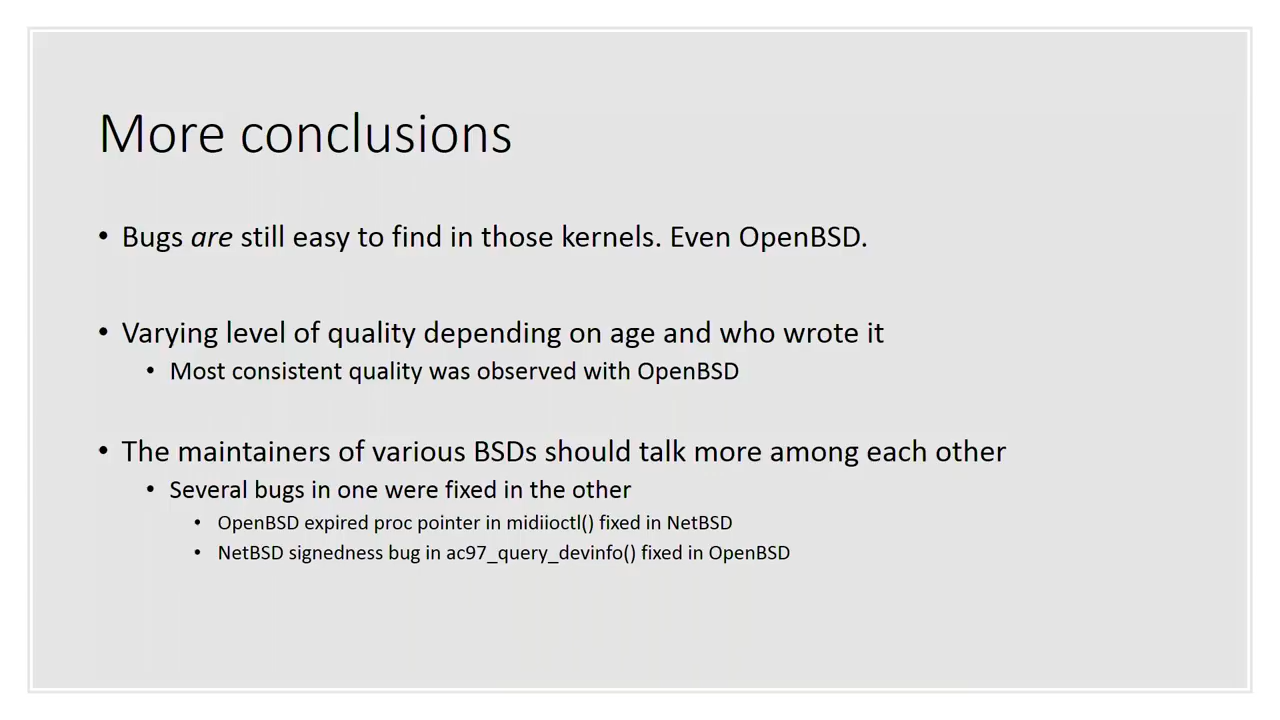 More conclusions
• Bugs are still easy to find in those kernels. Even OpenBSD.
• Varying level of quality depending on age and who wrote it
• Most consistent quality was observed with OpenBSD
• The maintainers of various BSDs should talk more among each other
• Several bugs in one were fixed in the other
• OpenBSD expired proc pointer in midiioctl() fixed in NetBSD
• NetBSD signedness bug in ac97_query_devinfo() fixed in OpenBSD